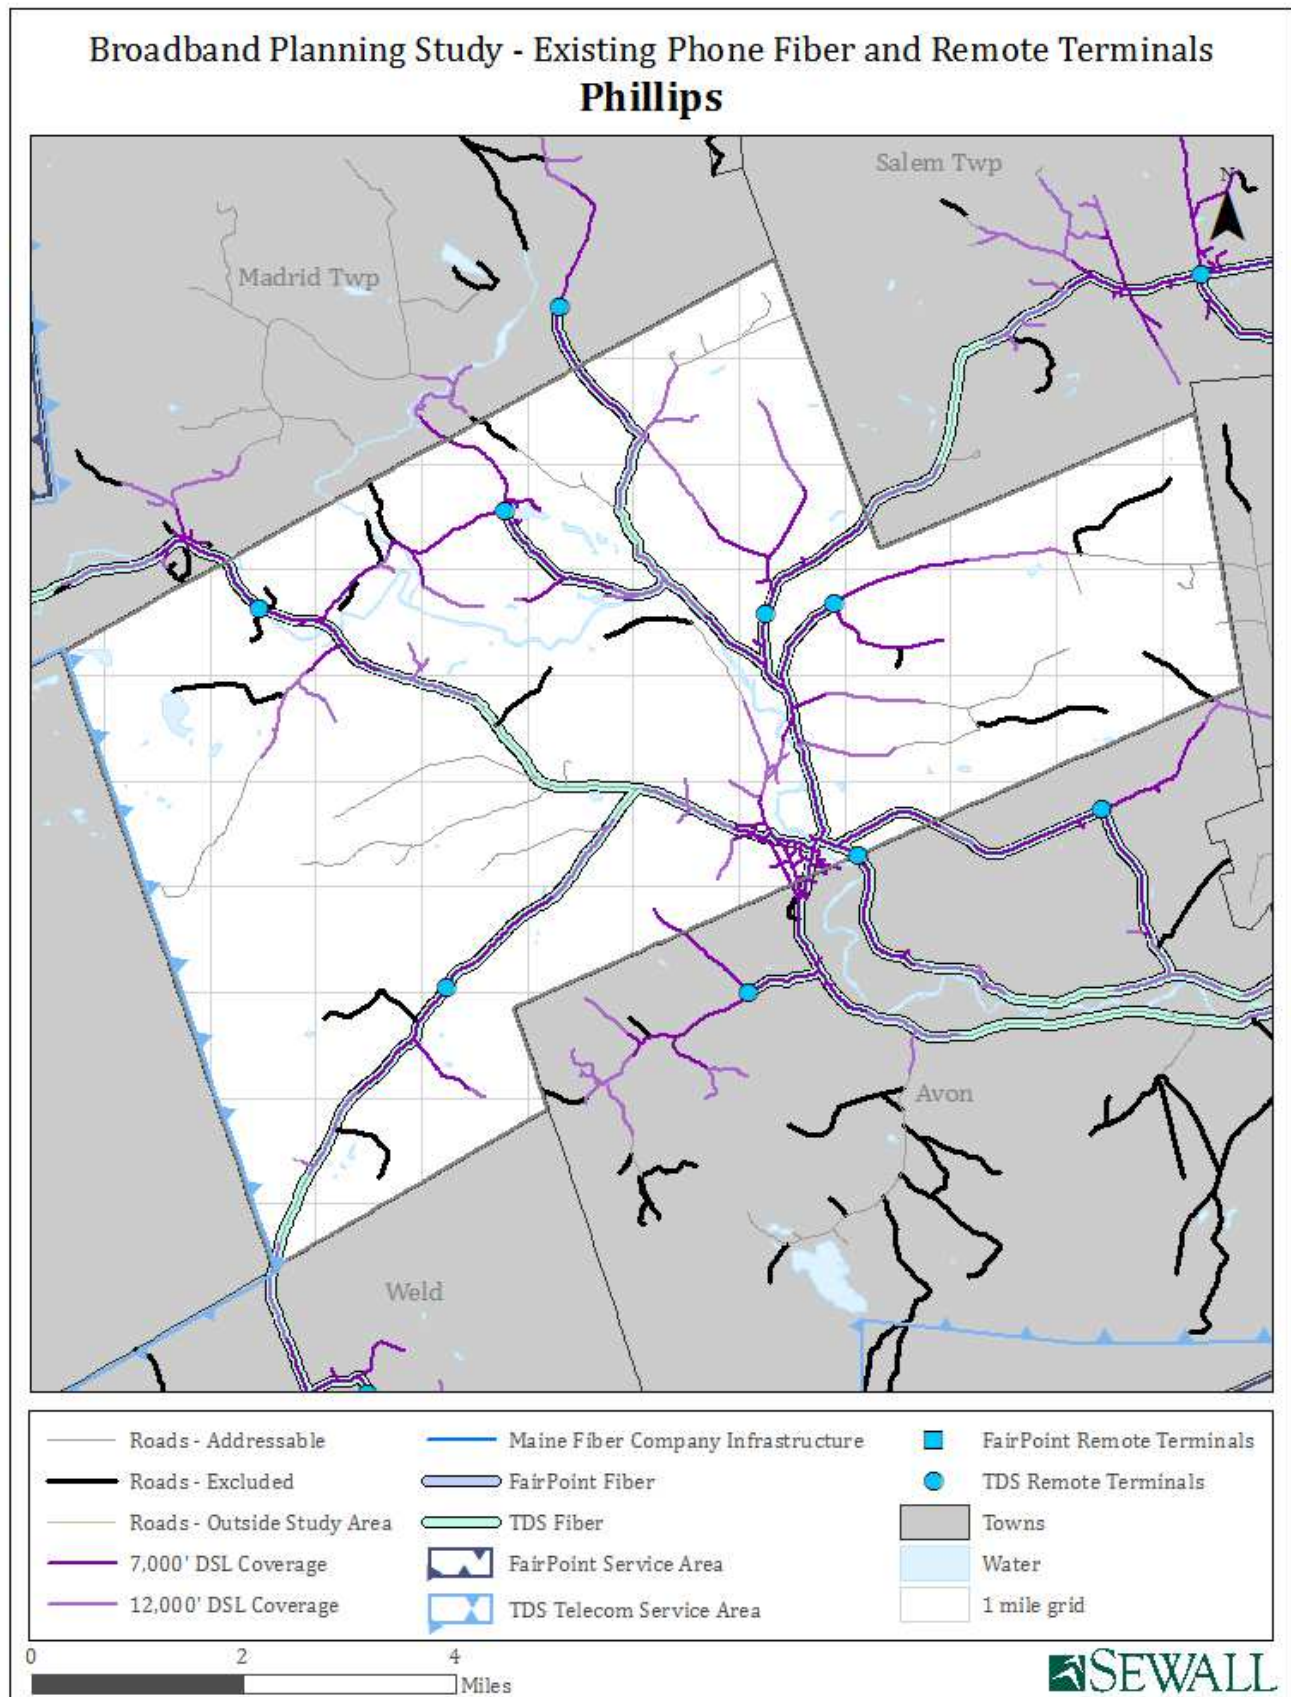 Broadband Planning Study - Existing Phone Fiber and Remote Terminals
Phillips
Salem Twp
N
Madrid Twp
Avon
Weld
Roads - Addressable
Roads - Excluded
Roads - Outside Study Area
7,000' DSL Coverage
12,000' DSL Coverage
Maine Fiber Company Infrastructure
FairPoint Fiber
TDS Fiber
FairPoint Service Area
TDS Telecom Service Area
FairPoint Remote Terminals
TDS Remote Terminals
Towns
Water
1 mile grid
0 2 4
Miles
SEWALL